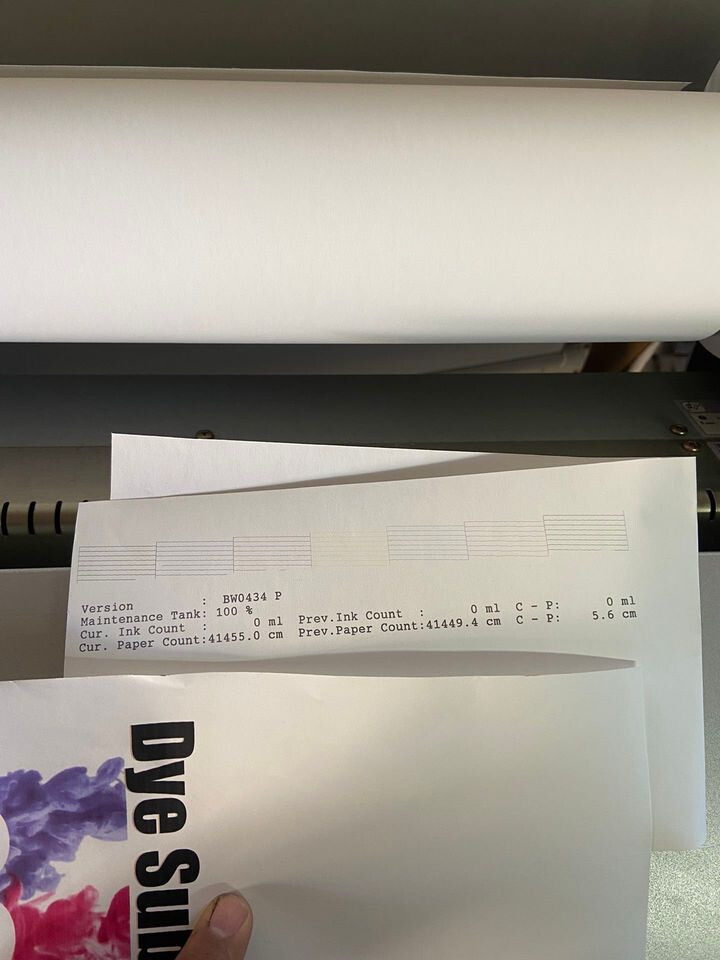 Version : BW0434 P
Maintenance Tank: 100 %
Cur. Ink Count : 0 ml Prev.Ink Count : 0 ml C - P: 0 ml
Cur. Paper Count:41455.0 cm Prev.Paper Count:41449.4 cm C - P: 5.6 cm
Dye Sub